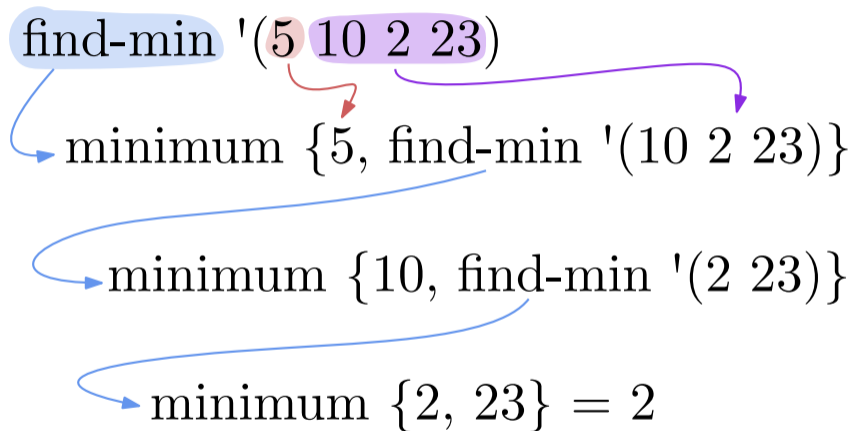 find-min '(5 10 2 23)
minimum {5, find-min '(10 2 23)}
minimum {10, find-min '(2 23)}
minimum {2, 23} = 2